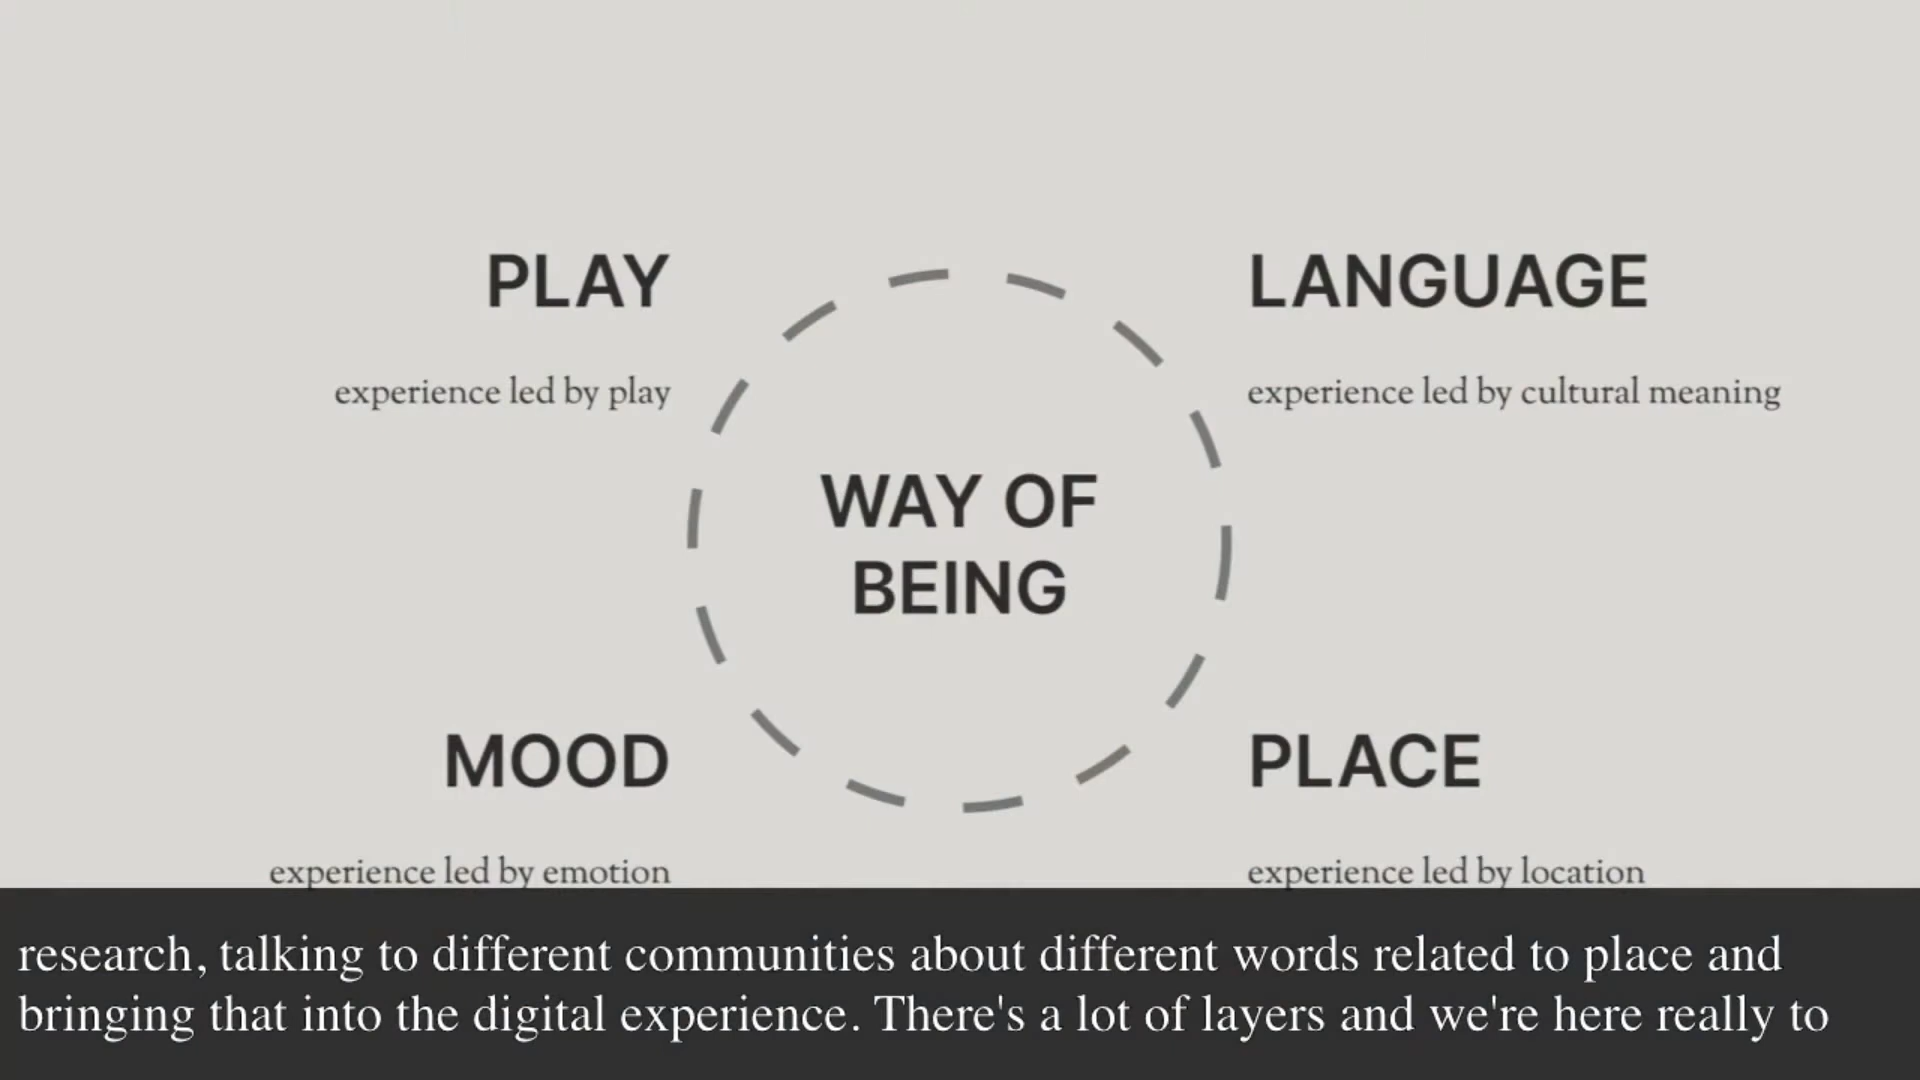 PLAY
experience led by play
LANGUAGE
experience led by cultural meaning
WAY OF
BEING
MOOD
experience led by emotion
PLACE
experience led by location
research, talking to different communities about different words related to place and
bringing that into the digital experience. There's a lot of layers and we're here really to